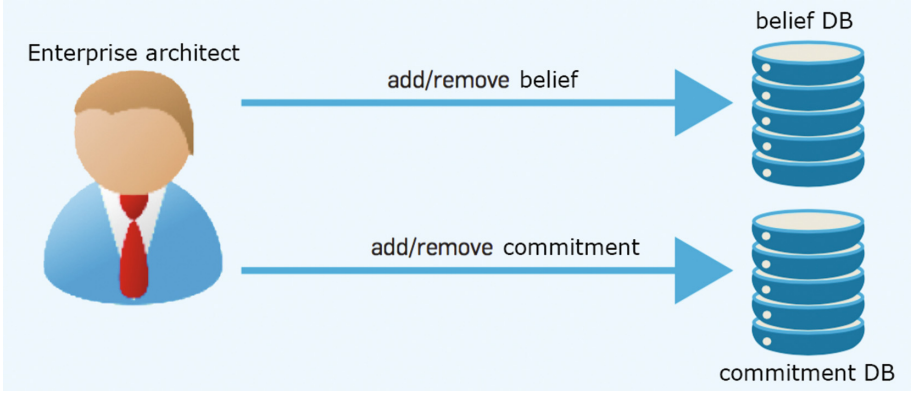 belief DB
Enterprise architect
add/remove belief
add/remove commitment
commitment DB